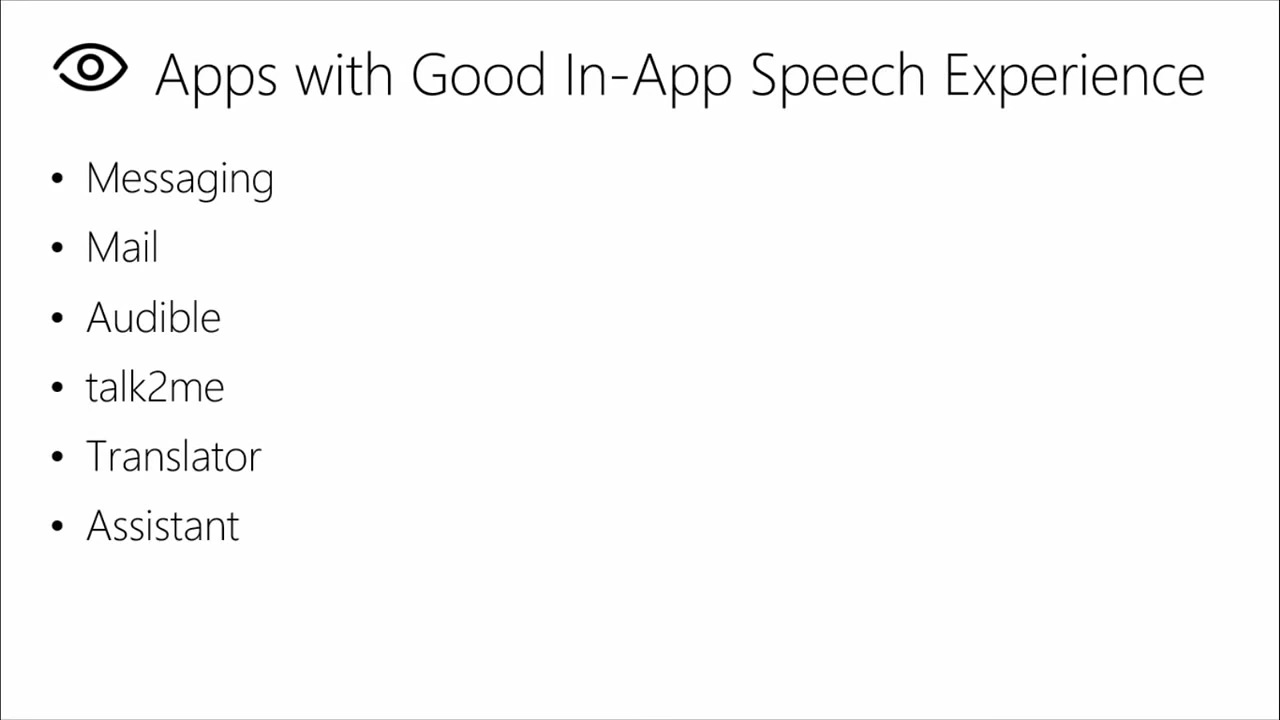 Apps with Good In-App Speech Experience
• Messaging
• Mail
• Audible
• talk2me
• Translator
• Assistant